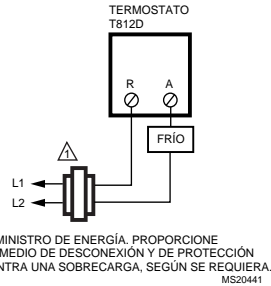 TERMOSTATO
T812D
R A
FRÍO
1
L1
L2
MINISTRO DE ENERGÍA. PROPORCIONE
MEDIO DE DESCONEXIÓN Y DE PROTECCIÓN
NTRA UNA SOBRECARGA, SEGÚN SE REQUIERA.
MS20441